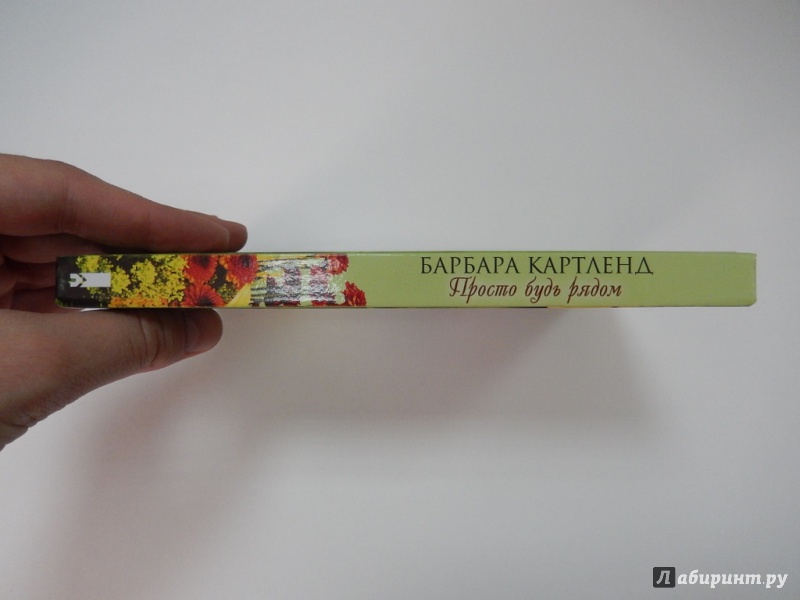 БАРБАРА КАРТЛЕНД
Просто будь рядом
Лабиринт.ру